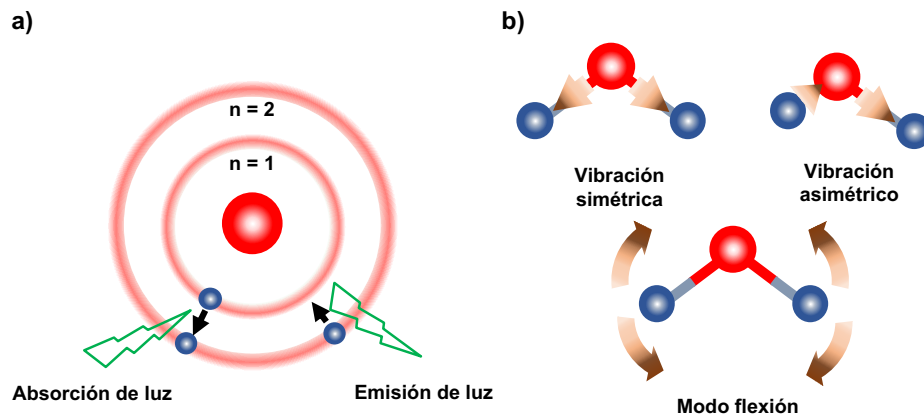 a)
n = 2
n = 1
Absorción de luz
Emisión de luz
b)
Vibración
simétrica
Vibración
asimétrico
Modo flexión